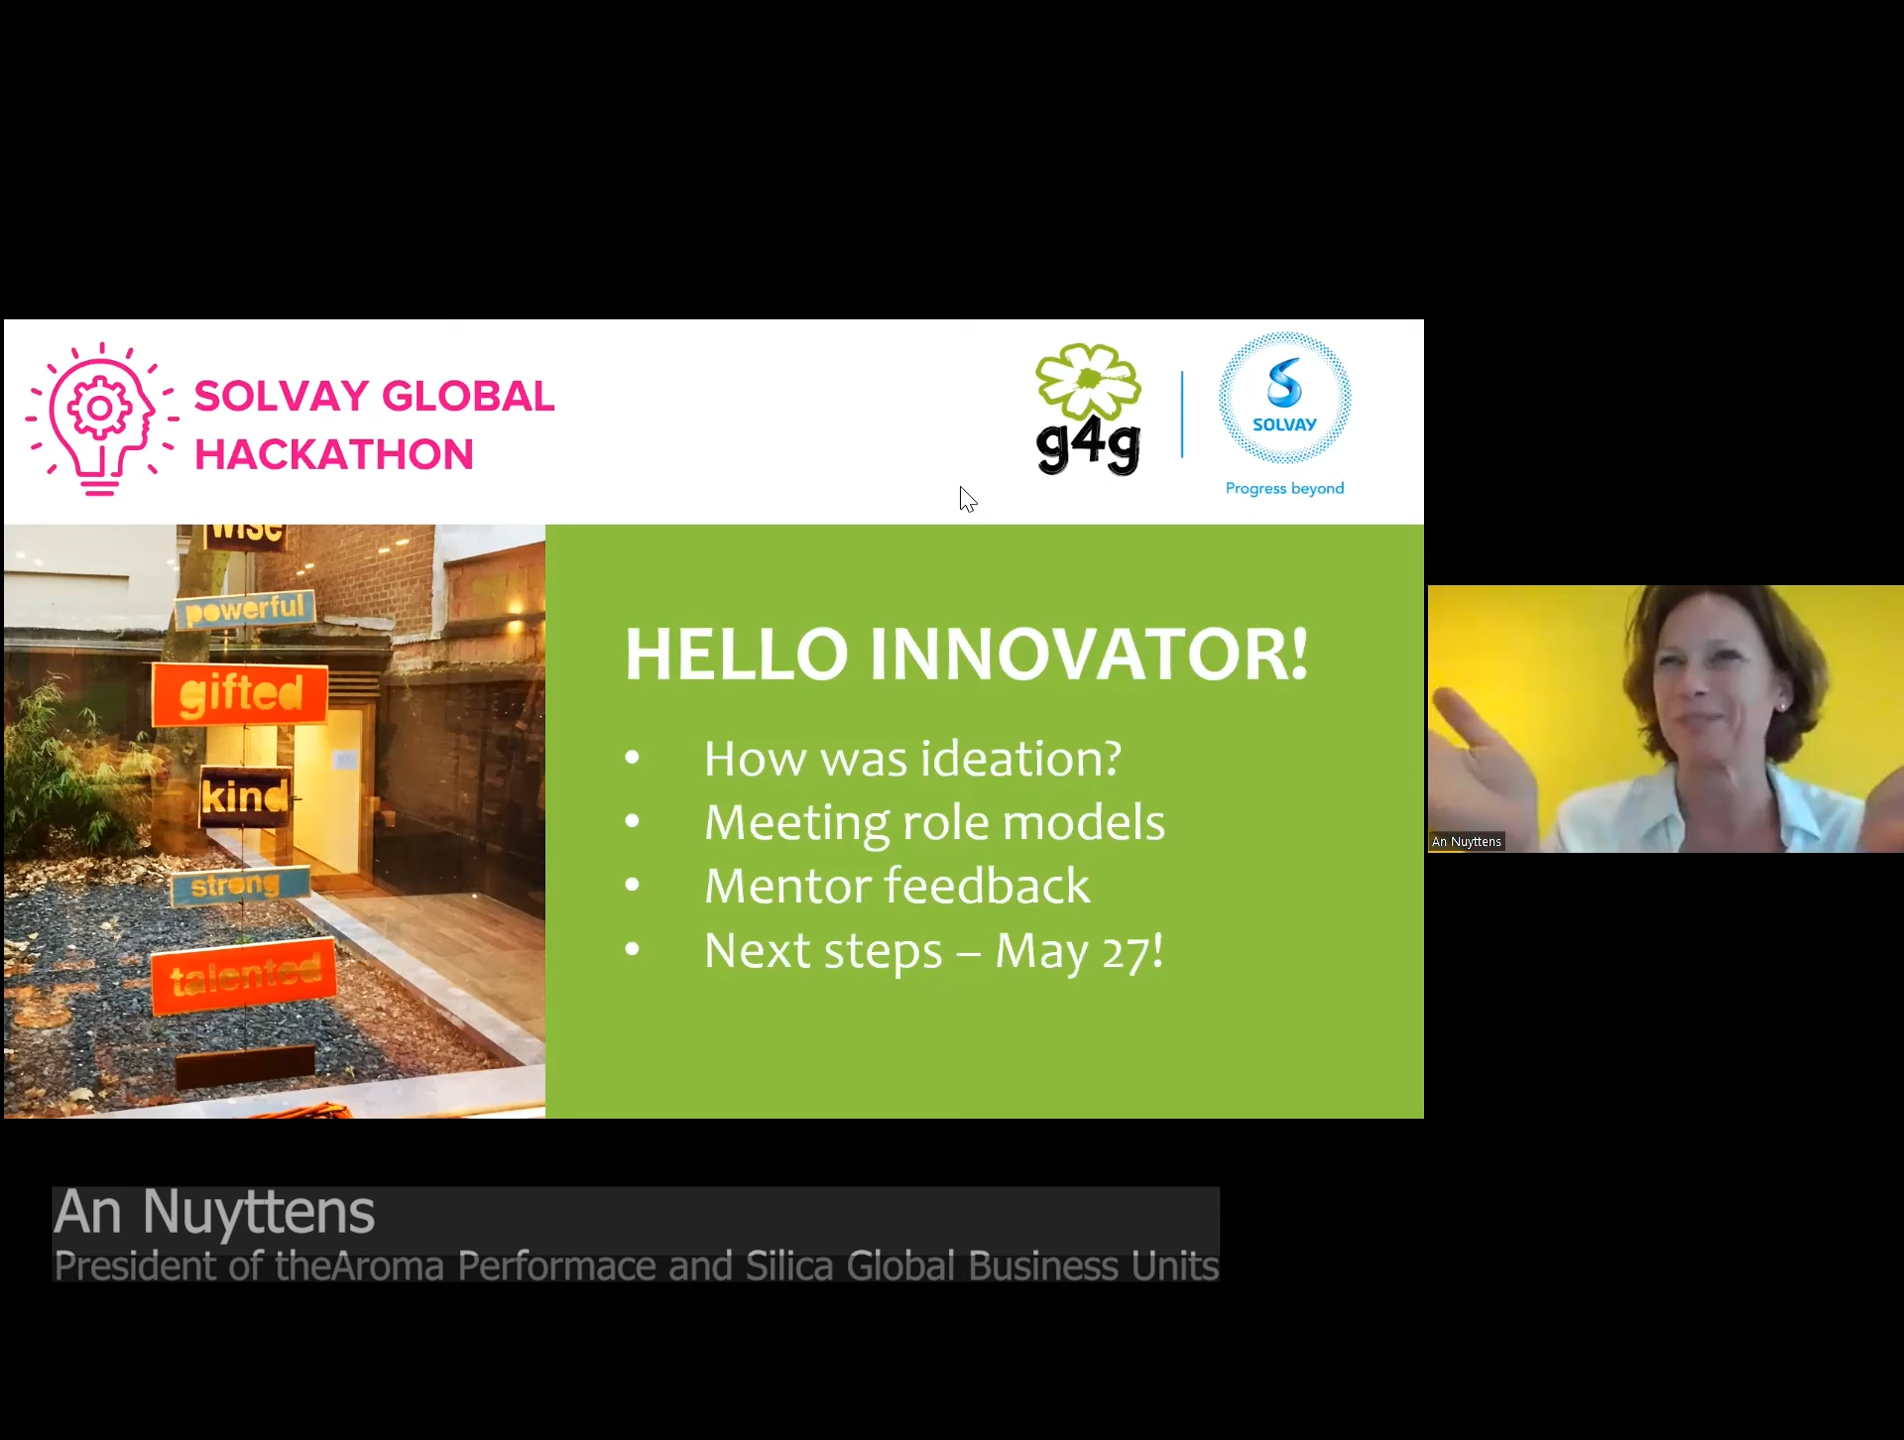 SOLVAY GLOBAL
HACKATHON
g4g
SOLVAY
Progress beyond
wise
powerful
gifted
kind
strong
talented
HELLO INNOVATOR!
• How was ideation?
• Meeting role models
• Mentor feedback
• Next steps – May 27!
An Nuyttens
An Nuyttens
President of theAroma Performace and Silica Global Business Units